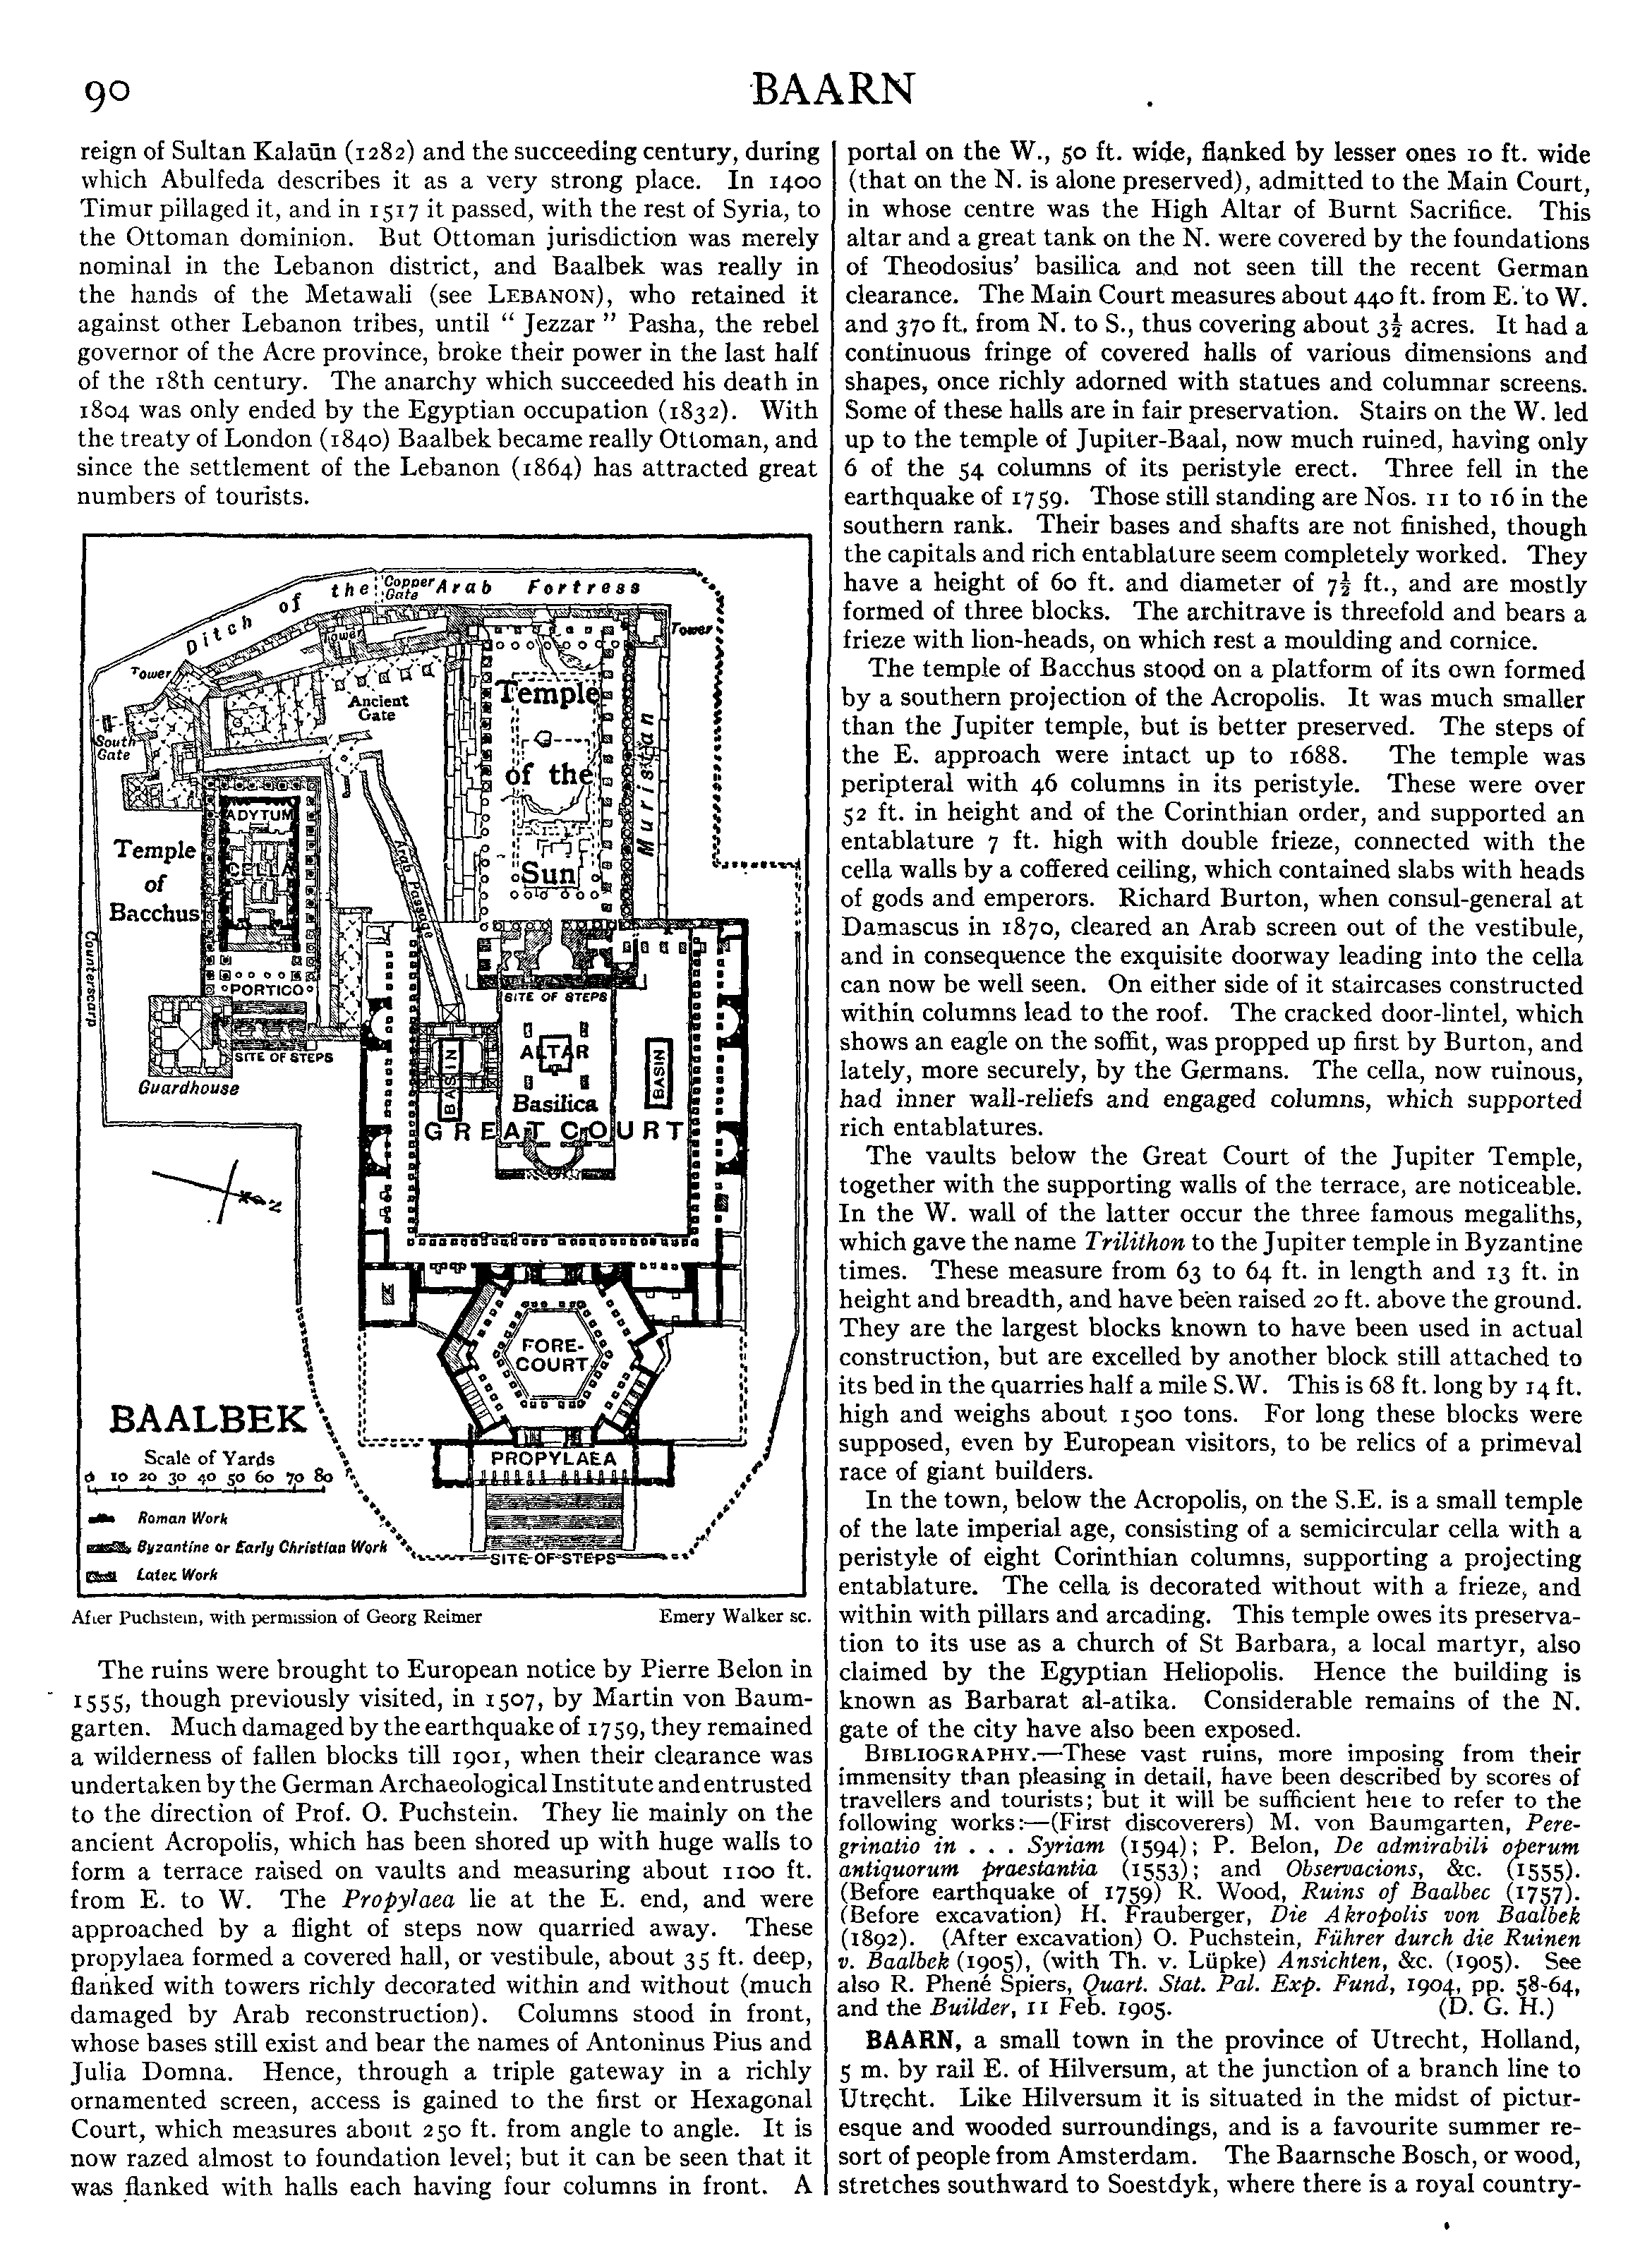 90
BAARN
reign of Sultan Kalaūn (1282) and the succeeding century, during
which Abulfeda describes it as a very strong place. In 1400
Timur pillaged it, and in 1517 it passed, with the rest of Syria, to
the Ottoman dominion. But Ottoman jurisdiction was merely
nominal in the Lebanon district, and Baalbek was really in
the hands of the Metawali (see LEBANON), who retained it
against other Lebanon tribes, until “ Jezzar ” Pasha, the rebel
governor of the Acre province, broke their power in the last half
of the 18th century. The anarchy which succeeded his death in
1804 was only ended by the Egyptian occupation (1832). With
the treaty of London (1840) Baalbek became really Ottoman, and
since the settlement of the Lebanon (1864) has attracted great
numbers of tourists.
Ditch of the Arab Fortress
Copper
Gate
Tower
Tower
Tower
Ancient
Gate
South
Gate
Temple
of the
Sun
Muristan
ADYTUM
CELLA
Temple
of
Bacchus
Arab Passage
Counterscarp
PORTICO
SITE OF STEPS
Guardhouse
SITE OF STEPS
BASIN
ALTAR
BASIN
Basilica
GREAT COURT
N
FORE-
COURT
BAALBEK
Scale of Yards
0 10 20 30 40 50 60 70 80
PROPYLAEA
Roman Work
Byzantine or Early Christian Work
Later Work
SITE OF STEPS
After Puchstein, with permission of Georg Reimer
Emery Walker sc.
The ruins were brought to European notice by Pierre Belon in
1555, though previously visited, in 1507, by Martin von Baum-
garten. Much damaged by the earthquake of 1759, they remained
a wilderness of fallen blocks till 1901, when their clearance was
undertaken by the German Archaeological Institute and entrusted
to the direction of Prof. O. Puchstein. They lie mainly on the
ancient Acropolis, which has been shored up with huge walls to
form a terrace raised on vaults and measuring about 1100 ft.
from E. to W. The Propylaea lie at the E. end, and were
approached by a flight of steps now quarried away. These
propylaea formed a covered hall, or vestibule, about 35 ft. deep,
flanked with towers richly decorated within and without (much
damaged by Arab reconstruction). Columns stood in front,
whose bases still exist and bear the names of Antoninus Pius and
Julia Domna. Hence, through a triple gateway in a richly
ornamented screen, access is gained to the first or Hexagonal
Court, which measures about 250 ft. from angle to angle. It is
now razed almost to foundation level; but it can be seen that it
was flanked with halls each having four columns in front. A
portal on the W., 50 ft. wide, flanked by lesser ones 10 ft. wide
(that on the N. is alone preserved), admitted to the Main Court,
in whose centre was the High Altar of Burnt Sacrifice. This
altar and a great tank on the N. were covered by the foundations
of Theodosius’ basilica and not seen till the recent German
clearance. The Main Court measures about 440 ft. from E. to W.
and 370 ft. from N. to S., thus covering about 3½ acres. It had a
continuous fringe of covered halls of various dimensions and
shapes, once richly adorned with statues and columnar screens.
Some of these halls are in fair preservation. Stairs on the W. led
up to the temple of Jupiter-Baal, now much ruined, having only
6 of the 54 columns of its peristyle erect. Three fell in the
earthquake of 1759. Those still standing are Nos. 11 to 16 in the
southern rank. Their bases and shafts are not finished, though
the capitals and rich entablature seem completely worked. They
have a height of 60 ft. and diameter of 7½ ft., and are mostly
formed of three blocks. The architrave is threefold and bears a
frieze with lion-heads, on which rest a moulding and cornice.
The temple of Bacchus stood on a platform of its own formed
by a southern projection of the Acropolis. It was much smaller
than the Jupiter temple, but is better preserved. The steps of
the E. approach were intact up to 1688. The temple was
peripteral with 46 columns in its peristyle. These were over
52 ft. in height and of the Corinthian order, and supported an
entablature 7 ft. high with double frieze, connected with the
cella walls by a coffered ceiling, which contained slabs with heads
of gods and emperors. Richard Burton, when consul-general at
Damascus in 1870, cleared an Arab screen out of the vestibule,
and in consequence the exquisite doorway leading into the cella
can now be well seen. On either side of it staircases constructed
within columns lead to the roof. The cracked door-lintel, which
shows an eagle on the soffit, was propped up first by Burton, and
lately, more securely, by the Germans. The cella, now ruinous,
had inner wall-reliefs and engaged columns, which supported
rich entablatures.
The vaults below the Great Court of the Jupiter Temple,
together with the supporting walls of the terrace, are noticeable.
In the W. wall of the latter occur the three famous megaliths,
which gave the name Trilithon to the Jupiter temple in Byzantine
times. These measure from 63 to 64 ft. in length and 13 ft. in
height and breadth, and have been raised 20 ft. above the ground.
They are the largest blocks known to have been used in actual
construction, but are excelled by another block still attached to
its bed in the quarries half a mile S.W. This is 68 ft. long by 14 ft.
high and weighs about 1500 tons. For long these blocks were
supposed, even by European visitors, to be relics of a primeval
race of giant builders.
In the town, below the Acropolis, on the S.E. is a small temple
of the late imperial age, consisting of a semicircular cella with a
peristyle of eight Corinthian columns, supporting a projecting
entablature. The cella is decorated without with a frieze, and
within with pillars and arcading. This temple owes its preserva-
tion to its use as a church of St Barbara, a local martyr, also
claimed by the Egyptian Heliopolis. Hence the building is
known as Barbarat al-atika. Considerable remains of the N.
gate of the city have also been exposed.
BIBLIOGRAPHY.—These vast ruins, more imposing from their
immensity than pleasing in detail, have been described by scores of
travellers and tourists; but it will be sufficient here to refer to the
following works:—(First discoverers) M. von Baumgarten, Pere-
grinatio in . . . Syriam (1594); P. Belon, De admirabili operum
antiquorum praestantia (1553); and Observacions, &c. (1555).
(Before earthquake of 1759) R. Wood, Ruins of Baalbec (1757).
(Before excavation) H. Frauberger, Die Akropolis von Baalbek
(1892). (After excavation) O. Puchstein, Führer durch die Ruinen
v. Baalbek (1905), (with Th. v. Lüpke) Ansichten, &c. (1905). See
also R. Phené Spiers, Quart. Stat. Pal. Exp. Fund, 1904, pp. 58-64,
and the Builder, 11 Feb. 1905. (D. G. H.)
BAARN, a small town in the province of Utrecht, Holland,
5 m. by rail E. of Hilversum, at the junction of a branch line to
Utrecht. Like Hilversum it is situated in the midst of pictur-
esque and wooded surroundings, and is a favourite summer re-
sort of people from Amsterdam. The Baarnsche Bosch, or wood,
stretches southward to Soestdyk, where there is a royal country-